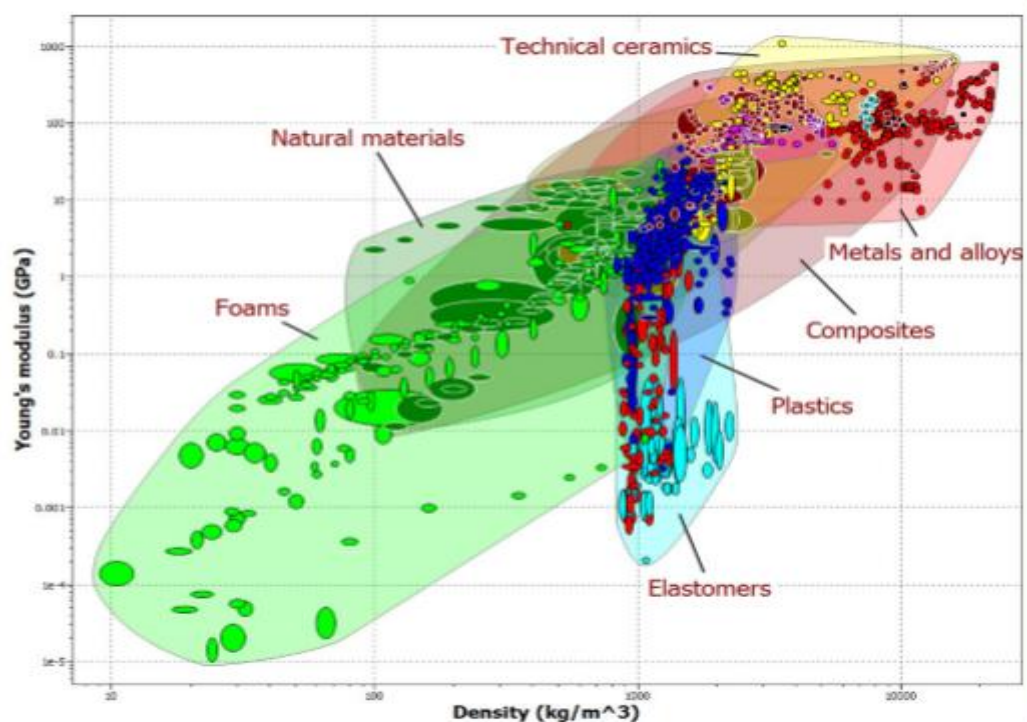 Technical ceramics
Natural materials
Metals and alloys
Foams
Composites
Plastics
Elastomers
Young's modulus (GPa)
1000
100
10
1
0.1
0.01
0.001
1e-4
1e-5
10
100
1000
10000
Density (kg/m^3)